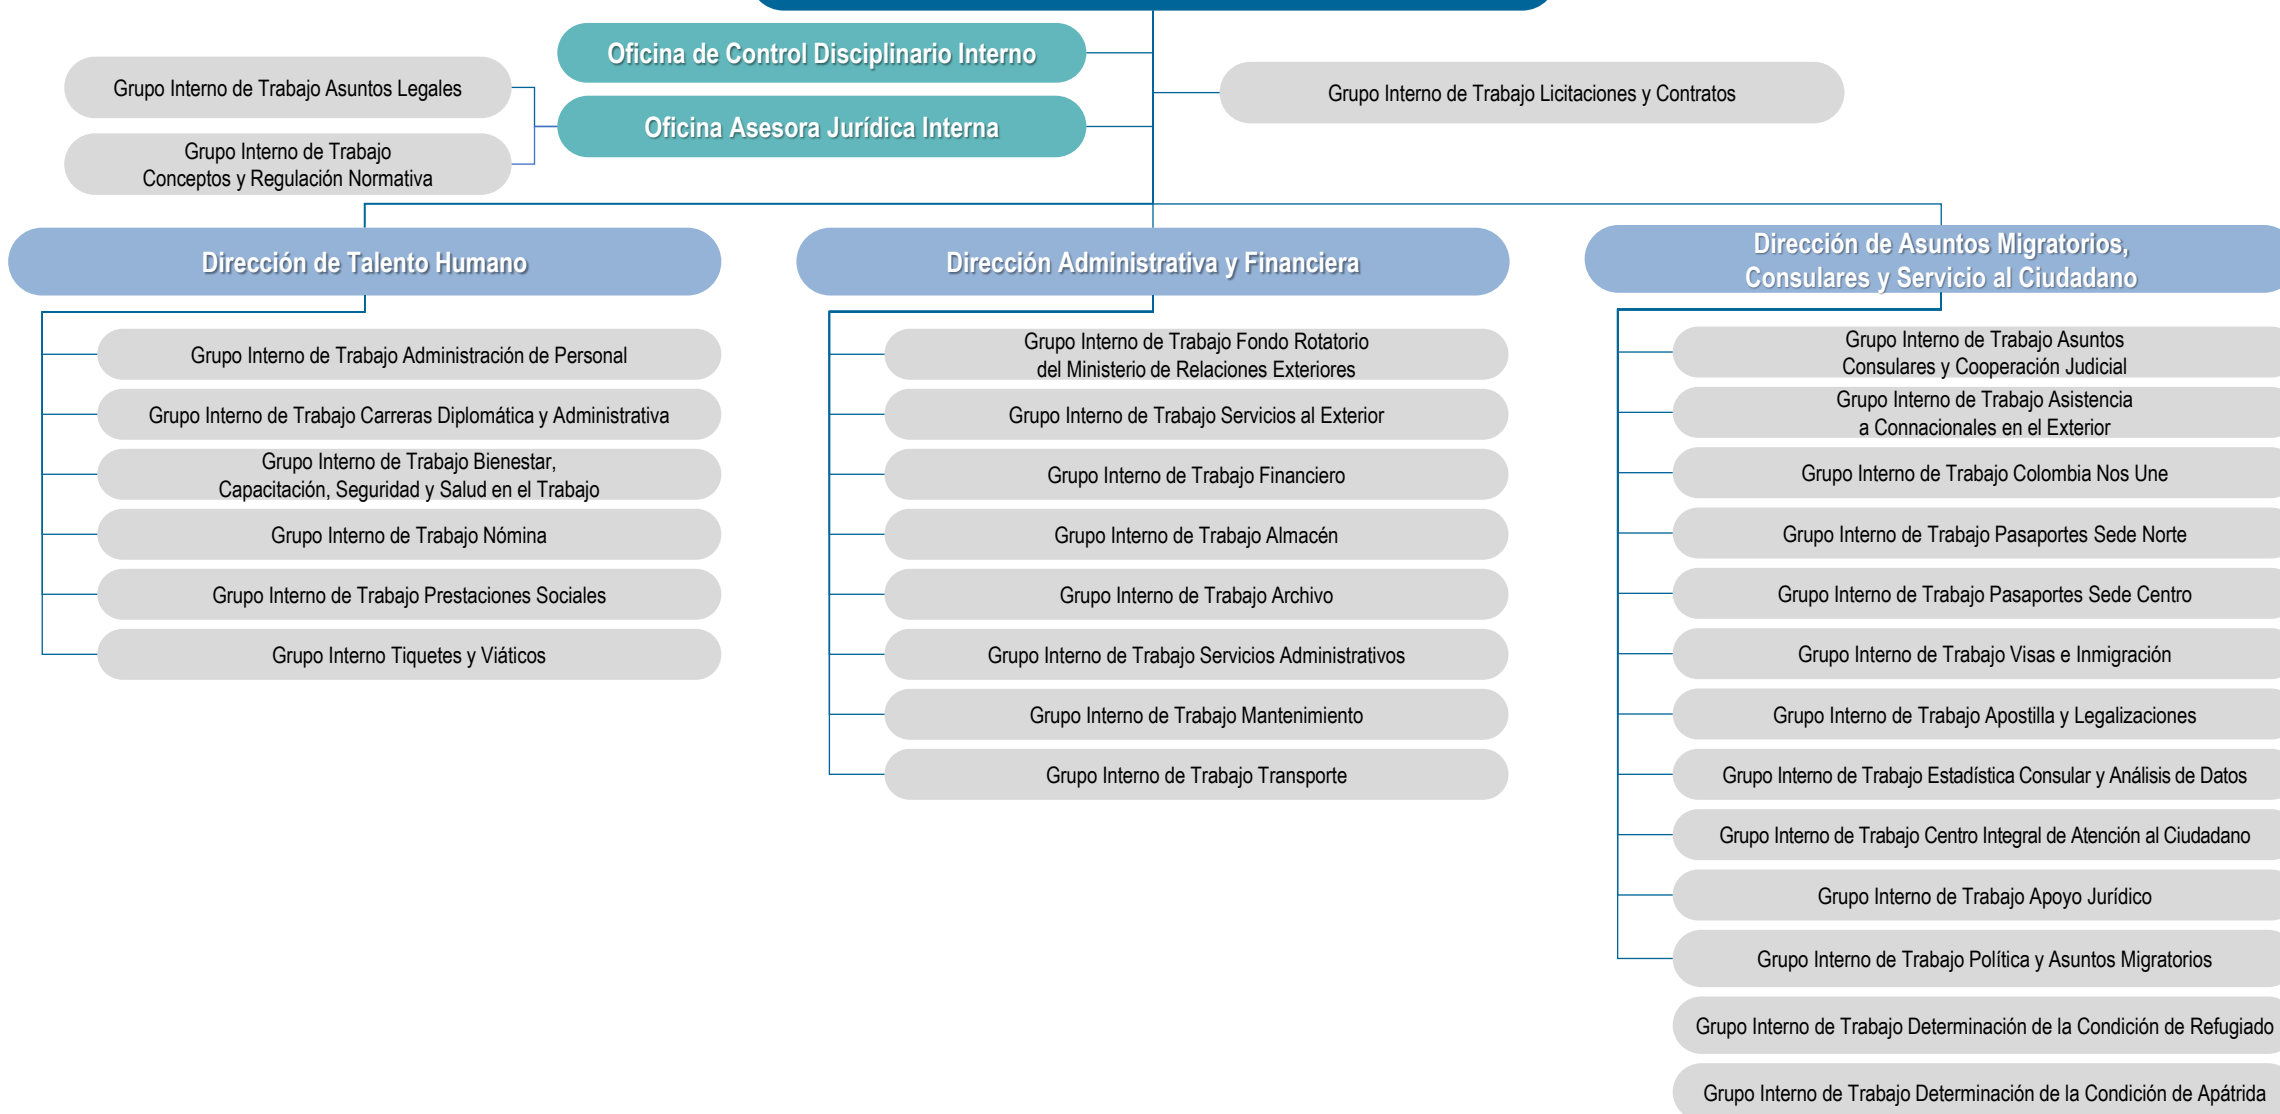 Oficina de Control Disciplinario Interno
Grupo Interno de Trabajo Asuntos Legales
Grupo Interno de Trabajo Licitaciones y Contratos
Oficina Asesora Jurídica Interna
Grupo Interno de Trabajo
Conceptos y Regulación Normativa
Dirección de Talento Humano
Grupo Interno de Trabajo Administración de Personal
Grupo Interno de Trabajo Carreras Diplomática y Administrativa
Grupo Interno de Trabajo Bienestar,
Capacitación, Seguridad y Salud en el Trabajo
Grupo Interno de Trabajo Nómina
Grupo Interno de Trabajo Prestaciones Sociales
Grupo Interno Tiquetes y Viáticos
Dirección Administrativa y Financiera
Grupo Interno de Trabajo Fondo Rotatorio
del Ministerio de Relaciones Exteriores
Grupo Interno de Trabajo Servicios al Exterior
Grupo Interno de Trabajo Financiero
Grupo Interno de Trabajo Almacén
Grupo Interno de Trabajo Archivo
Grupo Interno de Trabajo Servicios Administrativos
Grupo Interno de Trabajo Mantenimiento
Grupo Interno de Trabajo Transporte
Dirección de Asuntos Migratorios,
Consulares y Servicio al Ciudadano
Grupo Interno de Trabajo Asuntos
Consulares y Cooperación Judicial
Grupo Interno de Trabajo Asistencia
a Connacionales en el Exterior
Grupo Interno de Trabajo Colombia Nos Une
Grupo Interno de Trabajo Pasaportes Sede Norte
Grupo Interno de Trabajo Pasaportes Sede Centro
Grupo Interno de Trabajo Visas e Inmigración
Grupo Interno de Trabajo Apostilla y Legalizaciones
Grupo Interno de Trabajo Estadística Consular y Análisis de Datos
Grupo Interno de Trabajo Centro Integral de Atención al Ciudadano
Grupo Interno de Trabajo Apoyo Jurídico
Grupo Interno de Trabajo Política y Asuntos Migratorios
Grupo Interno de Trabajo Determinación de la Condición de Refugiado
Grupo Interno de Trabajo Determinación de la Condición de Apátrida